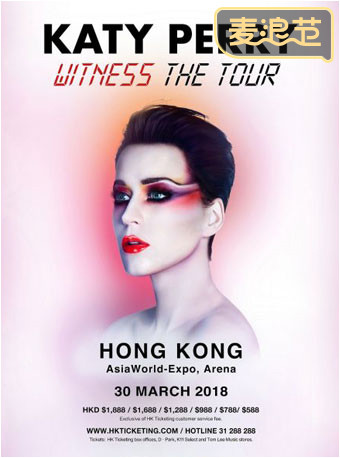 麦浪节
KATY PERRY
WITNESS THE TOUR
HONG KONG
AsiaWorld-Expo, Arena
30 MARCH 2018
HKD $1,888 / $1,688 / $1,288 / $988 / $788/ $588
Exclusive of HK Ticketing customer service fee.
WWW.HKTICKETING.COM / HOTLINE 31 288 288
Tickets: HK Ticketing box offices, D · Park, K11 Select and Tom Lee Music stores.